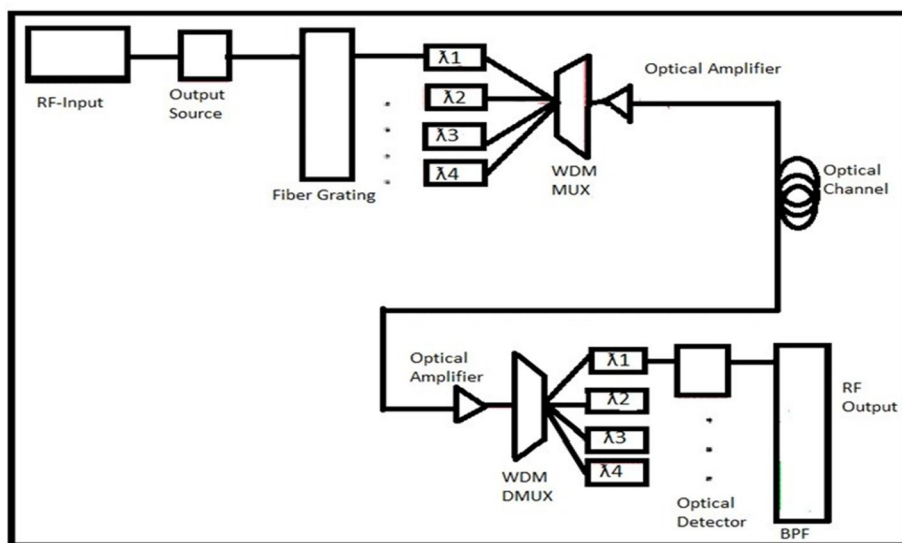 RF-Input
Output
Source
Fiber Grating
λ1
λ2
λ3
λ4
WDM
MUX
Optical Amplifier
Optical
Channel
Optical
Amplifier
WDM
DMUX
λ1
λ2
λ3
λ4
Optical
Detector
RF
Output
BPF